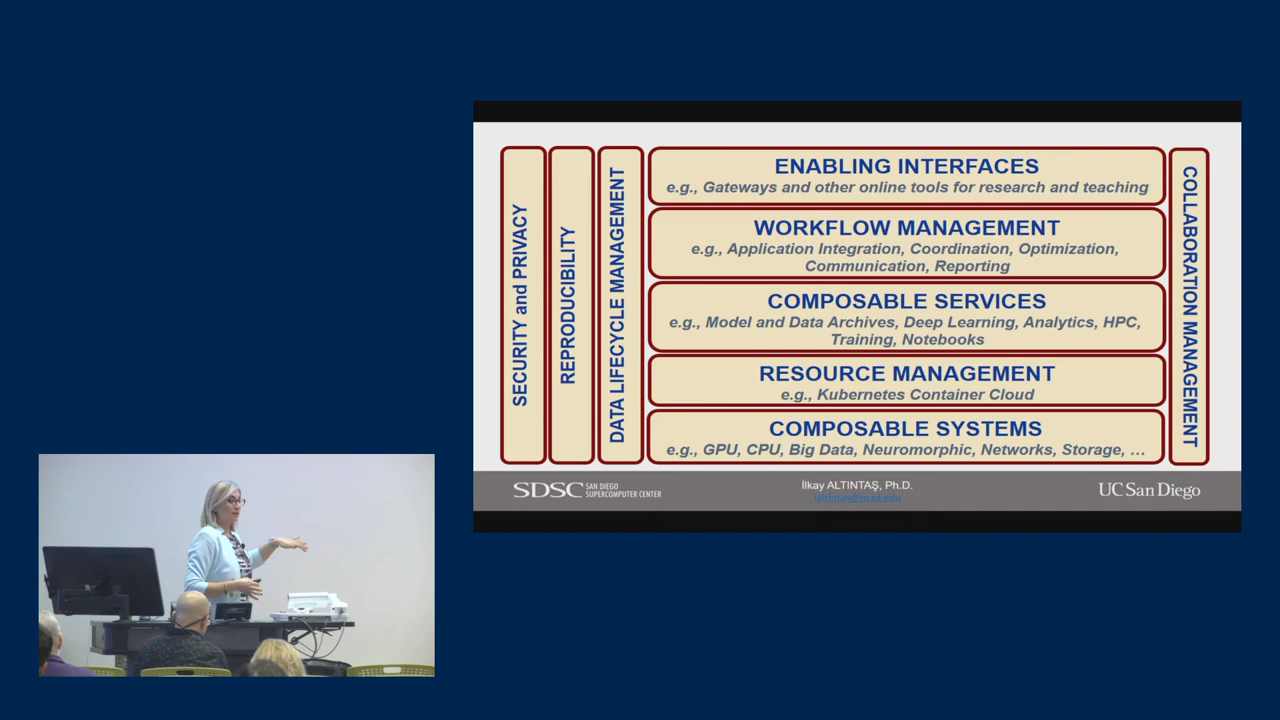 SECURITY and PRIVACY
REPRODUCIBILITY
DATA LIFECYCLE MANAGEMENT
ENABLING INTERFACES
e.g., Gateways and other online tools for research and teaching
WORKFLOW MANAGEMENT
e.g., Application Integration, Coordination, Optimization,
Communication, Reporting
COMPOSABLE SERVICES
e.g., Model and Data Archives, Deep Learning, Analytics, HPC,
Training, Notebooks
RESOURCE MANAGEMENT
e.g., Kubernetes Container Cloud
COMPOSABLE SYSTEMS
e.g., GPU, CPU, Big Data, Neuromorphic, Networks, Storage, …
COLLABORATION MANAGEMENT
SDSC SAN DIEGO
SUPERCOMPUTER CENTER
İlkay ALTINTAŞ, Ph.D.
ialtintas@ucsd.edu
UC San Diego